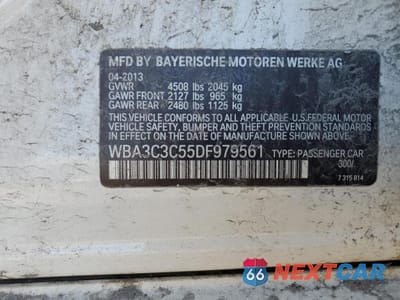 MFD BY BAYERISCHE MOTOREN WERKE AG
04-2013
GVWR 4508 lbs 2045 kg
GAWR FRONT 2127 lbs 965 kg
GAWR REAR 2480 lbs 1125 kg
THIS VEHICLE CONFORMS TO ALL APPLICABLE U.S.FEDERAL MOTOR
VEHICLE SAFETY, BUMPER, AND THEFT PREVENTION STANDARDS IN
EFFECT ON THE DATE OF MANUFACTURE SHOWN ABOVE.
WBA3C3C55DF979561 TYPE: PASSENGER CAR
300/
7 315 814
66 NEXTCAR